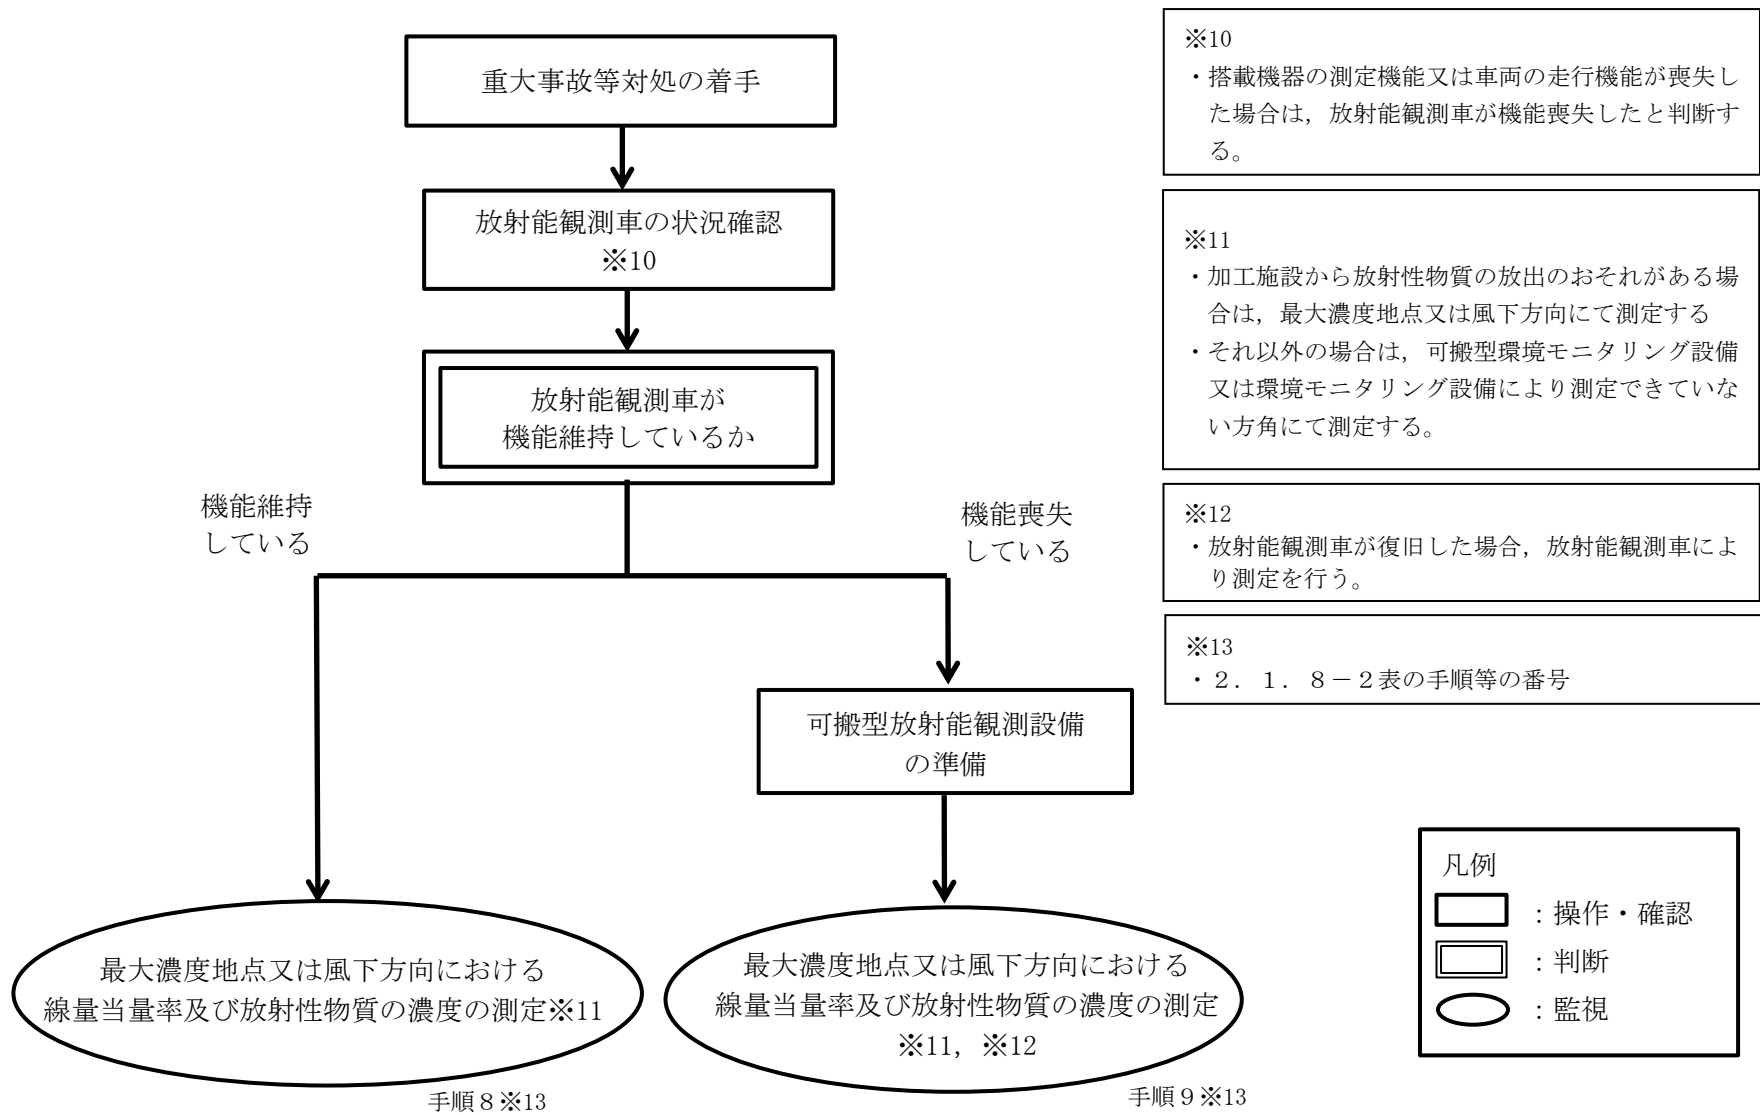 重大事故等対処の着手
放射能観測車の状況確認
※10
放射能観測車が
機能維持しているか
機能維持
している
機能喪失
している
可搬型放射能観測設備
の準備
最大濃度地点又は風下方向における
線量当量率及び放射性物質の濃度の測定※11
手順８※13
最大濃度地点又は風下方向における
線量当量率及び放射性物質の濃度の測定
※11，※12
手順９※13
※10
・搭載機器の測定機能又は車両の走行機能が喪失し
た場合は，放射能観測車が機能喪失したと判断す
る。
※11
・加工施設から放射性物質の放出のおそれがある場
合は，最大濃度地点又は風下方向にて測定する
・それ以外の場合は，可搬型環境モニタリング設備
又は環境モニタリング設備により測定できていな
い方角にて測定する。
※12
・放射能観測車が復旧した場合，放射能観測車によ
り測定を行う。
※13
・２．１．８－２表の手順等の番号
凡例
：操作・確認
：判断
：監視